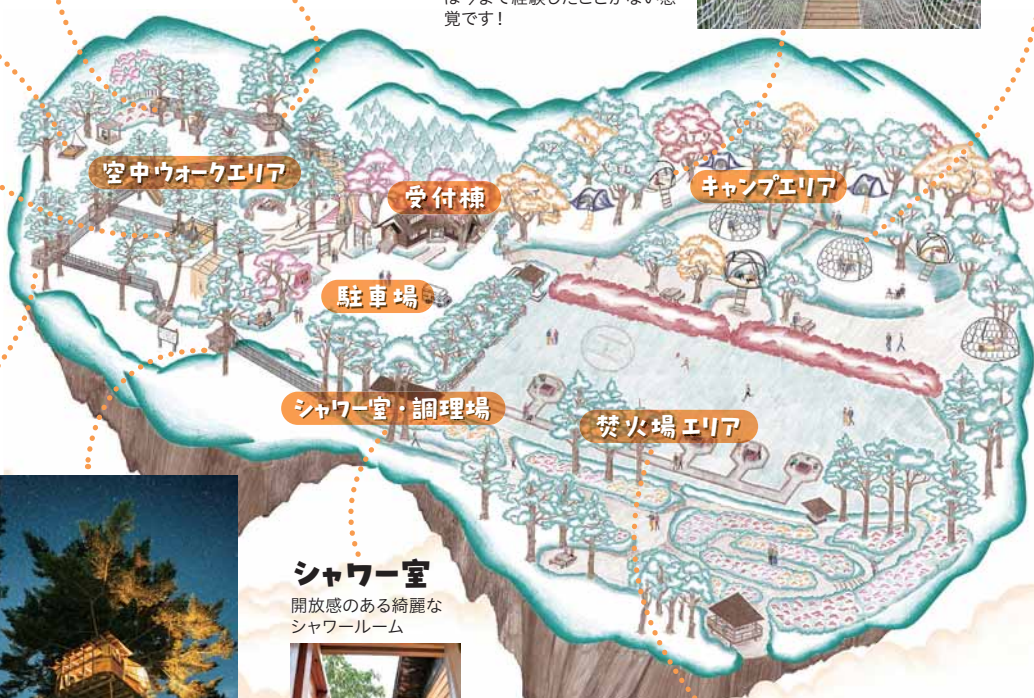 覚です！
空中ウォークエリア
受付棟
キャンプエリア
駐車場
シャワー室・調理場
焚火場エリア
シャワー室
開放感のある綺麗な
シャワールーム